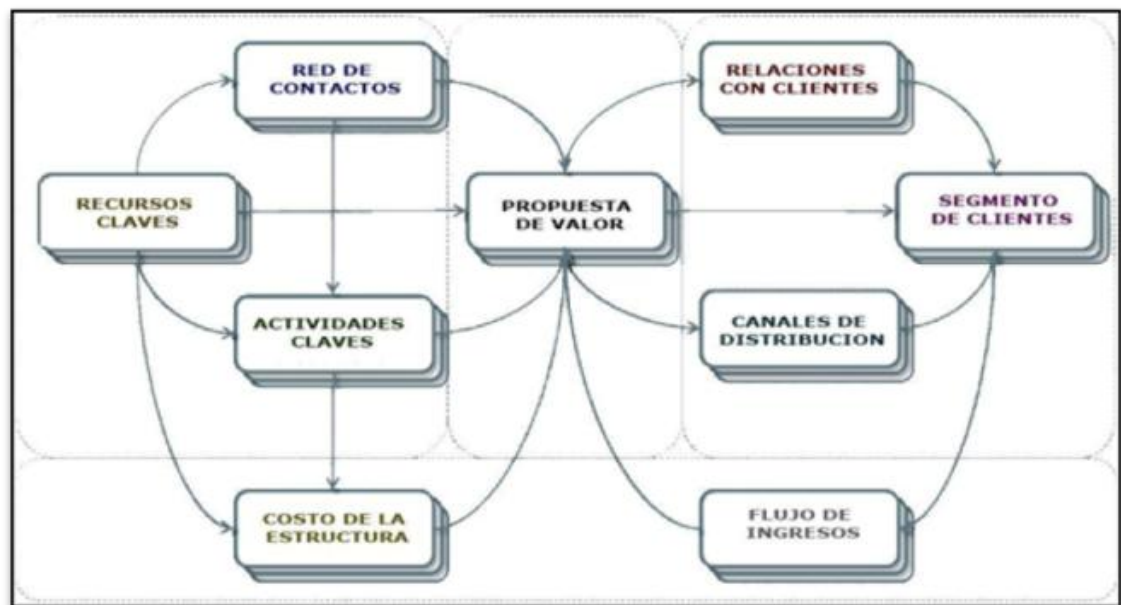 RED DE
CONTACTOS
RELACIONES
CON CLIENTES
RECURSOS
CLAVES
PROPUESTA
DE VALOR
SEGMENTO
DE CLIENTES
ACTIVIDADES
CLAVES
CANALES DE
DISTRIBUCION
COSTO DE LA
ESTRUCTURA
FLUJO DE
INGRESOS